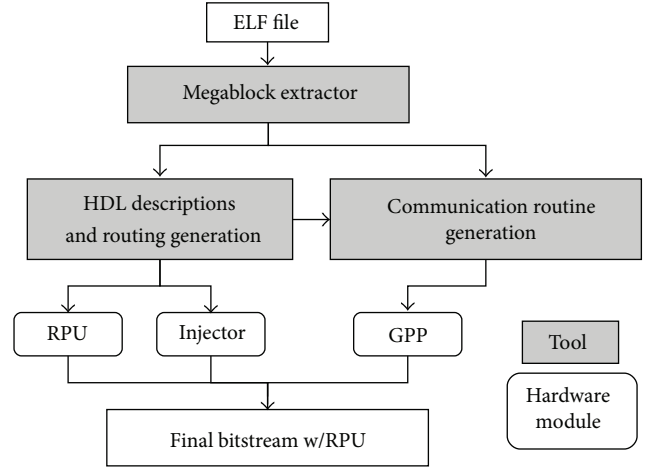 ELF file
Megablock extractor
HDL descriptions
and routing generation
Communication routine
generation
RPU
Injector
GPP
Tool
Hardware
module
Final bitstream w/RPU